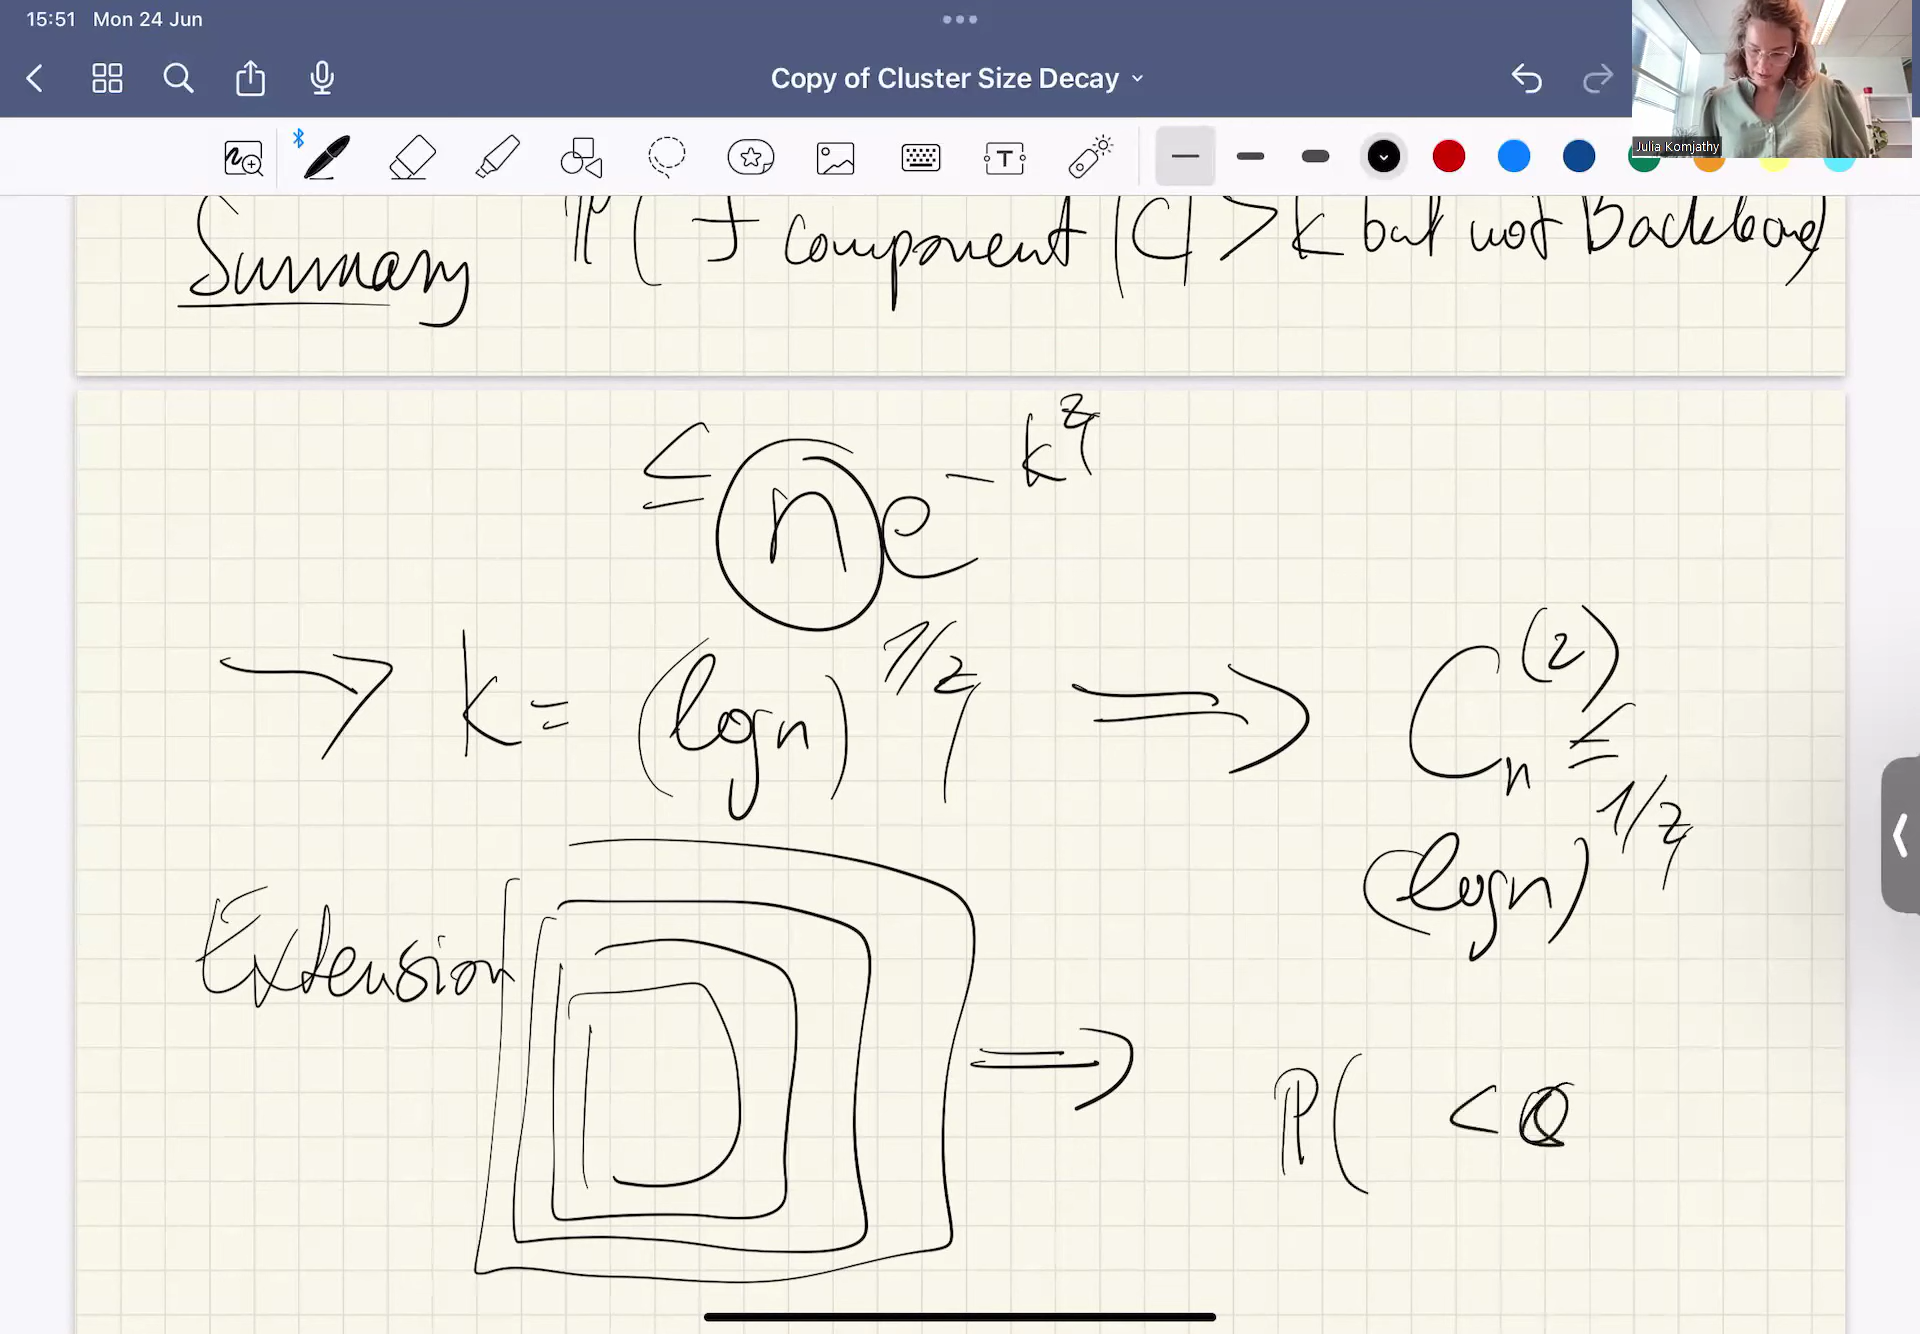 15:51 Mon 24 Jun
Copy of Cluster Size Decay
Julia Komjathy
T
Summary ℙ( ∃ component |C| > k but not Backbone)
≤ n e^{-k^ζ}
→ k = (log n)^{1/ζ} ⇒ C_n^{(2)} ≤
(log n)^{1/ζ}
Extension ⇒ ℙ( < 0